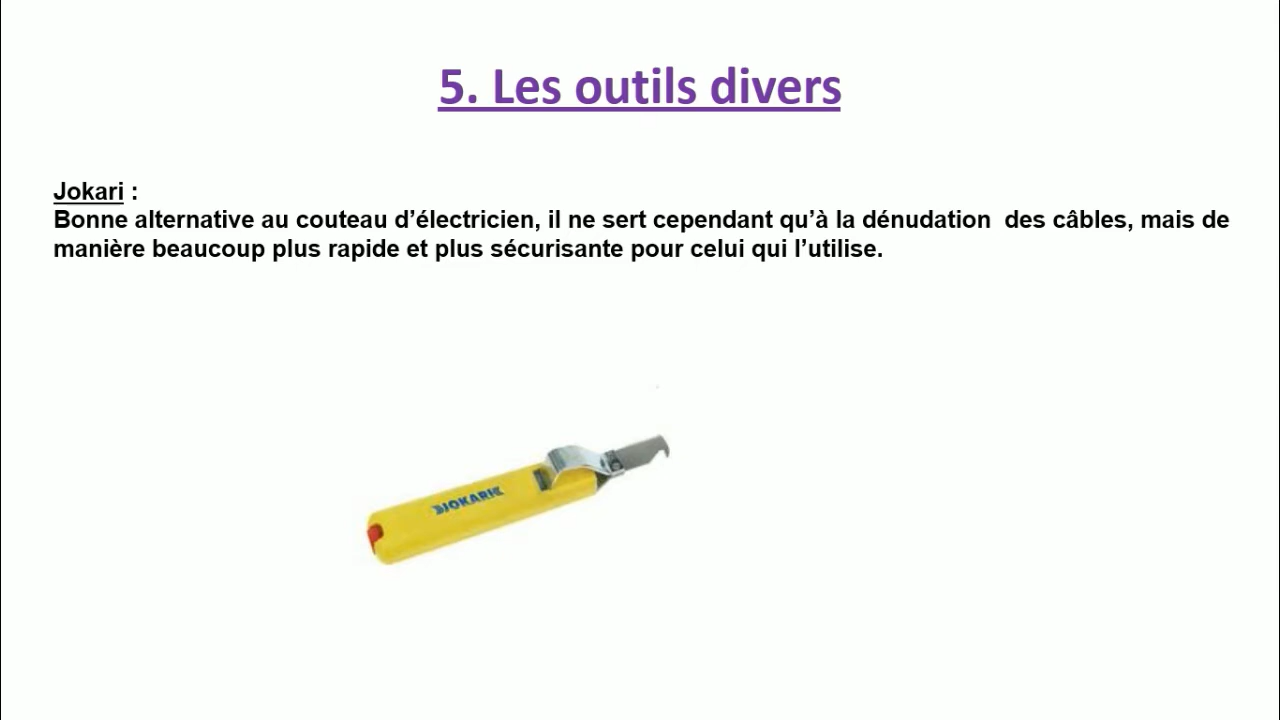 5. Les outils divers
Jokari :
Bonne alternative au couteau d’électricien, il ne sert cependant qu’à la dénudation  des câbles, mais de
manière beaucoup plus rapide et plus sécurisante pour celui qui l’utilise.
JOKARI